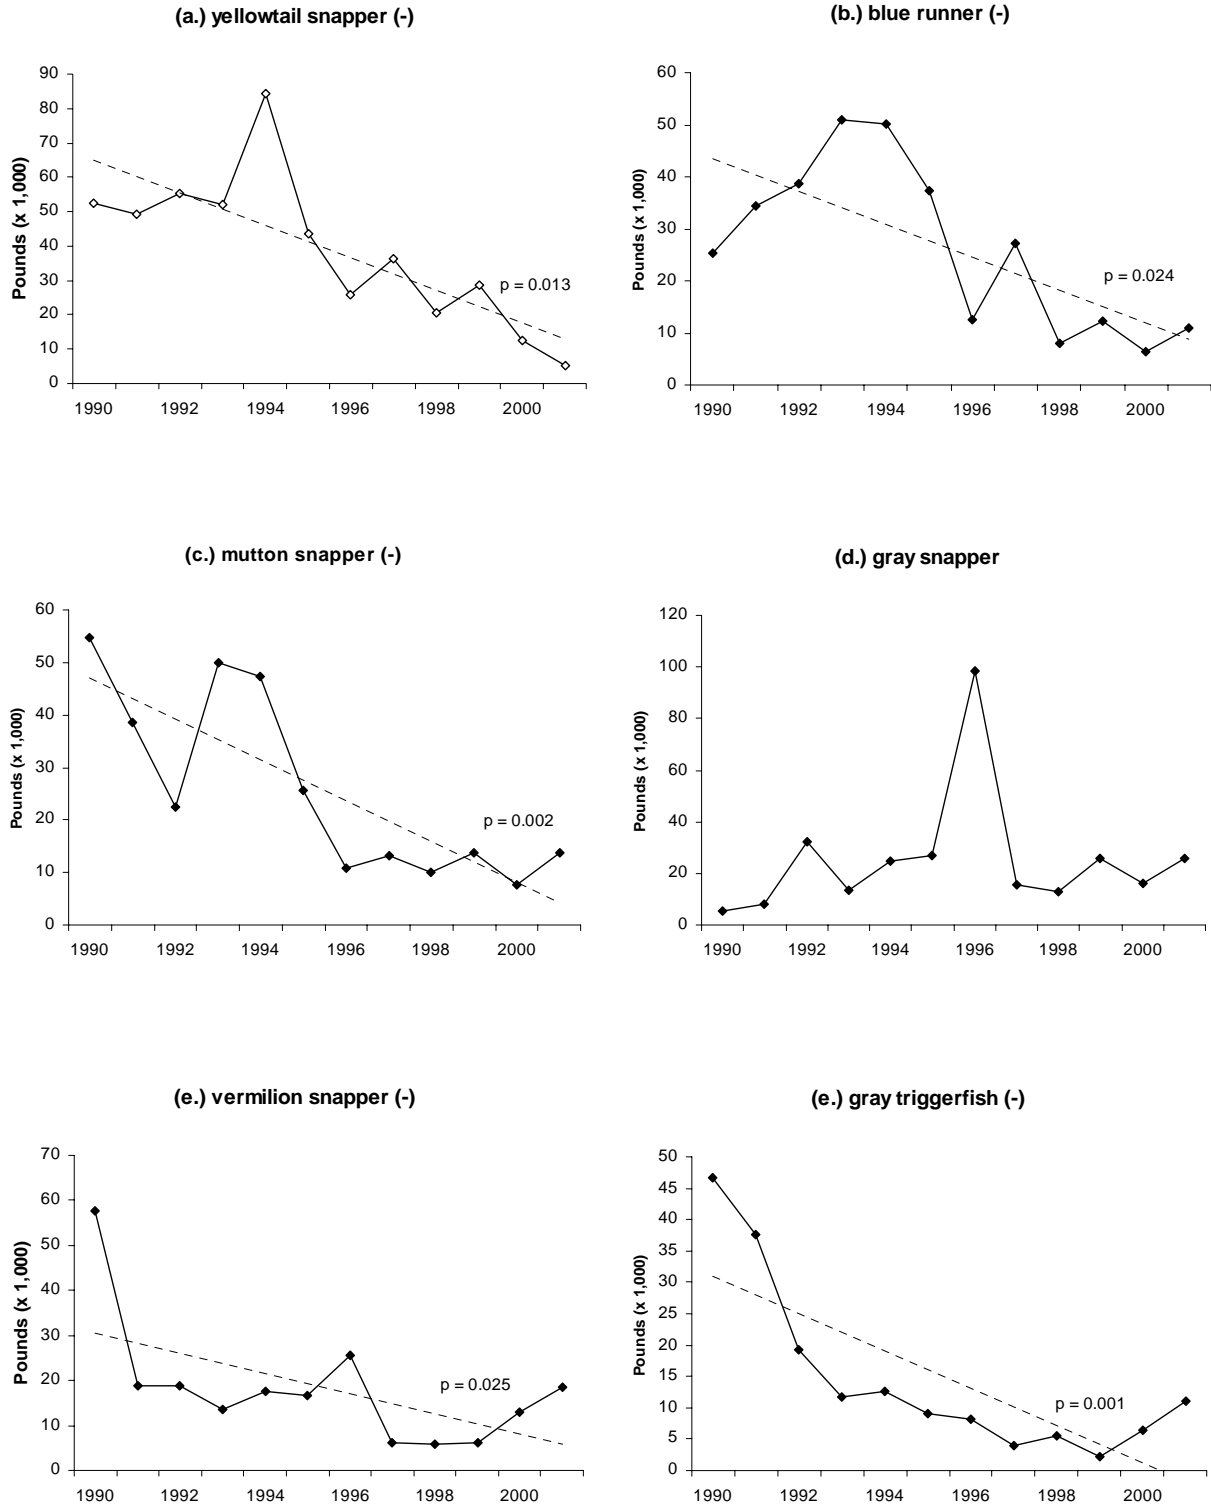 (a.) yellowtail snapper (-)
90
80
70
60
50
40
30
20
10
0
Pounds (x 1,000)
p = 0.013
1990 1992 1994 1996 1998 2000
(b.) blue runner (-)
60
50
40
30
20
10
0
Pounds (x 1,000)
p = 0.024
1990 1992 1994 1996 1998 2000
(c.) mutton snapper (-)
60
50
40
30
20
10
0
Pounds (x 1,000)
p = 0.002
1990 1992 1994 1996 1998 2000
(d.) gray snapper
120
100
80
60
40
20
0
Pounds (x 1,000)
1990 1992 1994 1996 1998 2000
(e.) vermilion snapper (-)
70
60
50
40
30
20
10
0
Pounds (x 1,000)
p = 0.025
1990 1992 1994 1996 1998 2000
(e.) gray triggerfish (-)
50
45
40
35
30
25
20
15
10
5
0
Pounds (x 1,000)
p = 0.001
1990 1992 1994 1996 1998 2000